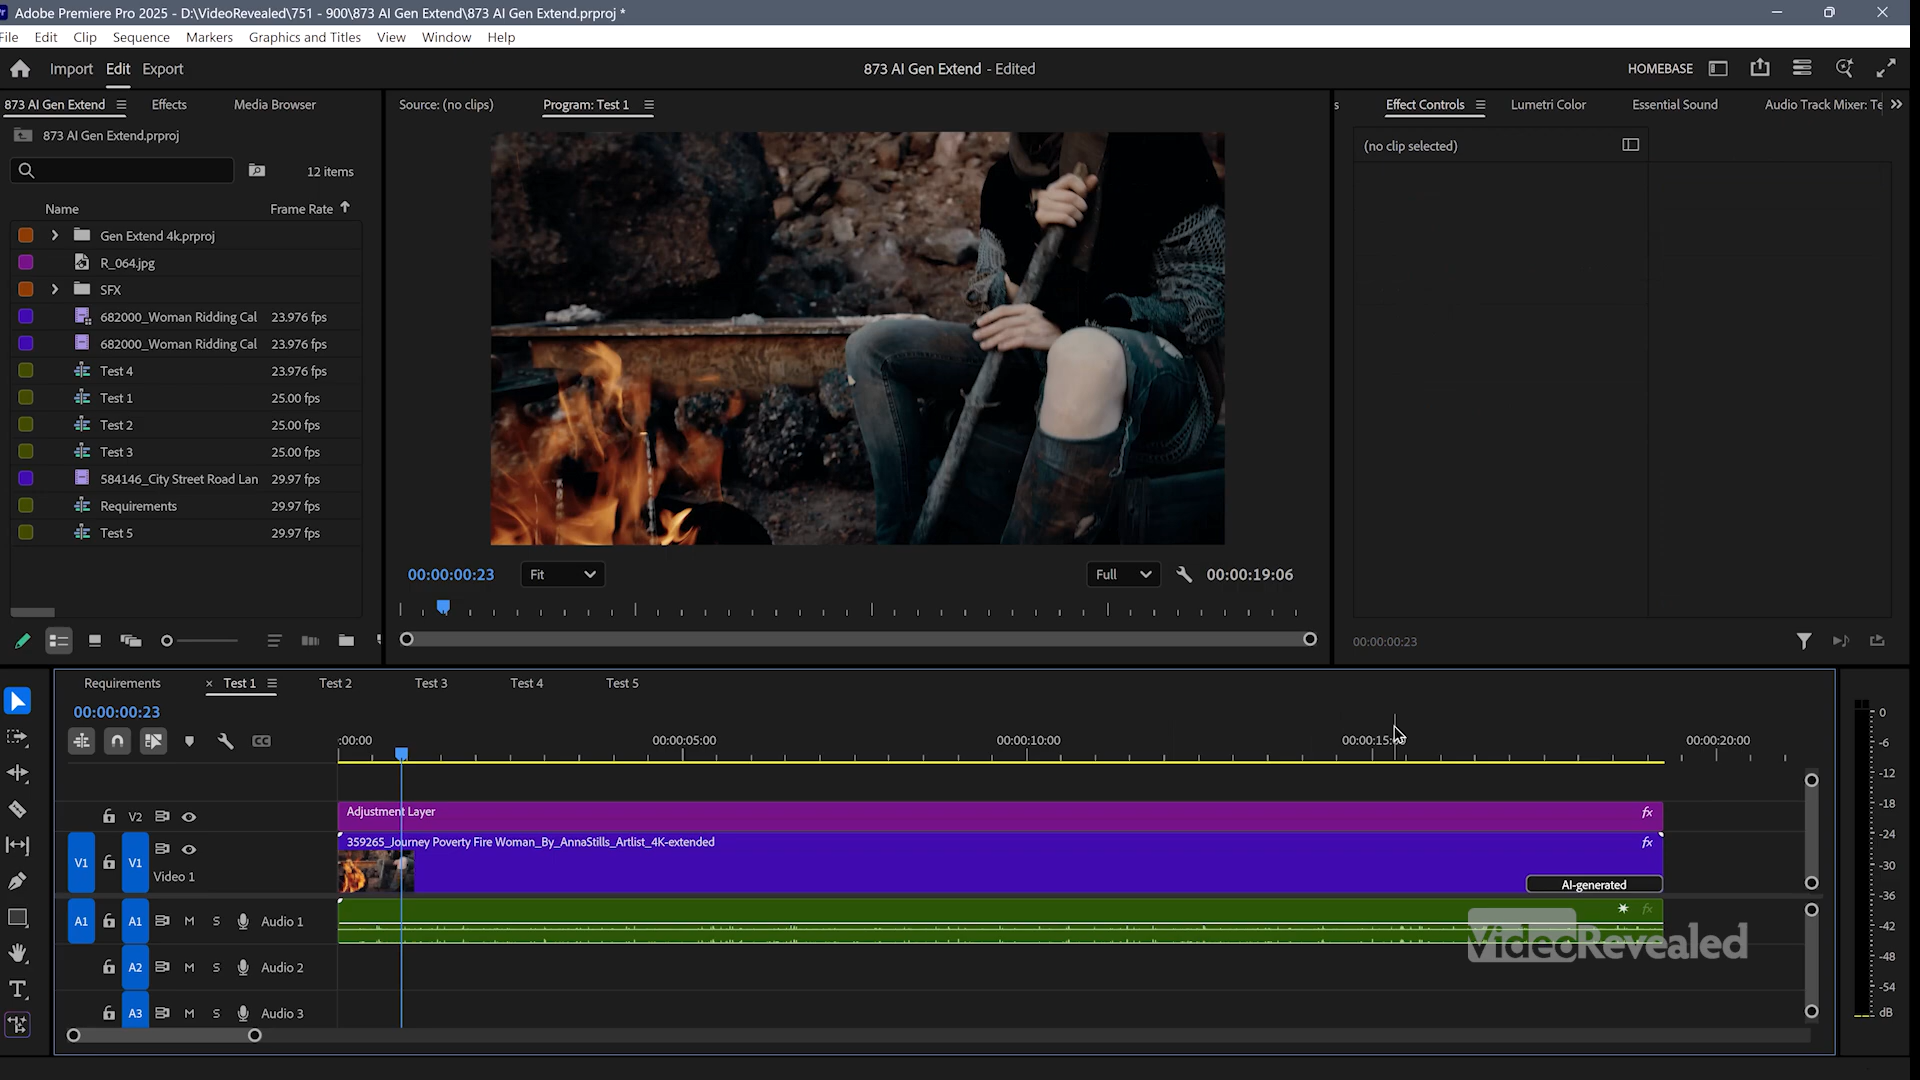 Adobe Premiere Pro 2025 - D:\VideoRevealed\751 - 900\873 AI Gen Extend\873 AI Gen Extend.prproj *
File Edit Clip Sequence Markers Graphics and Titles View Window Help
Import Edit Export
873 AI Gen Extend - Edited
HOMEBASE
873 AI Gen Extend Effects Media Browser
Source: (no clips) Program: Test 1
Effect Controls Lumetri Color Essential Sound Audio Track Mixer: Te
873 AI Gen Extend.prproj
(no clip selected)
12 items
Name Frame Rate
Gen Extend 4k.prproj
R_064.jpg
SFX
682000_Woman Ridding Cal 23.976 fps
682000_Woman Ridding Cal 23.976 fps
Test 4 23.976 fps
Test 1 25.00 fps
Test 2 25.00 fps
Test 3 25.00 fps
584146_City Street Road Lan 29.97 fps
Requirements 29.97 fps
Test 5 29.97 fps
00:00:00:23 Fit Full 00:00:19:06
00:00:00:23
Requirements × Test 1 Test 2 Test 3 Test 4 Test 5
00:00:00:23
:00:00 00:00:05:00 00:00:10:00 00:00:15:00 00:00:20:00
V2 Adjustment Layer fx
359265_Journey Poverty Fire Woman_By_AnnaStills_Artlist_4K-extended fx
V1 V1 Video 1
AI-generated
A1 A1 M S Audio 1 fx
VideoRevealed
A2 M S Audio 2
A3 M S Audio 3
0
-6
-12
-18
-24
-30
-36
-42
-48
-54
dB